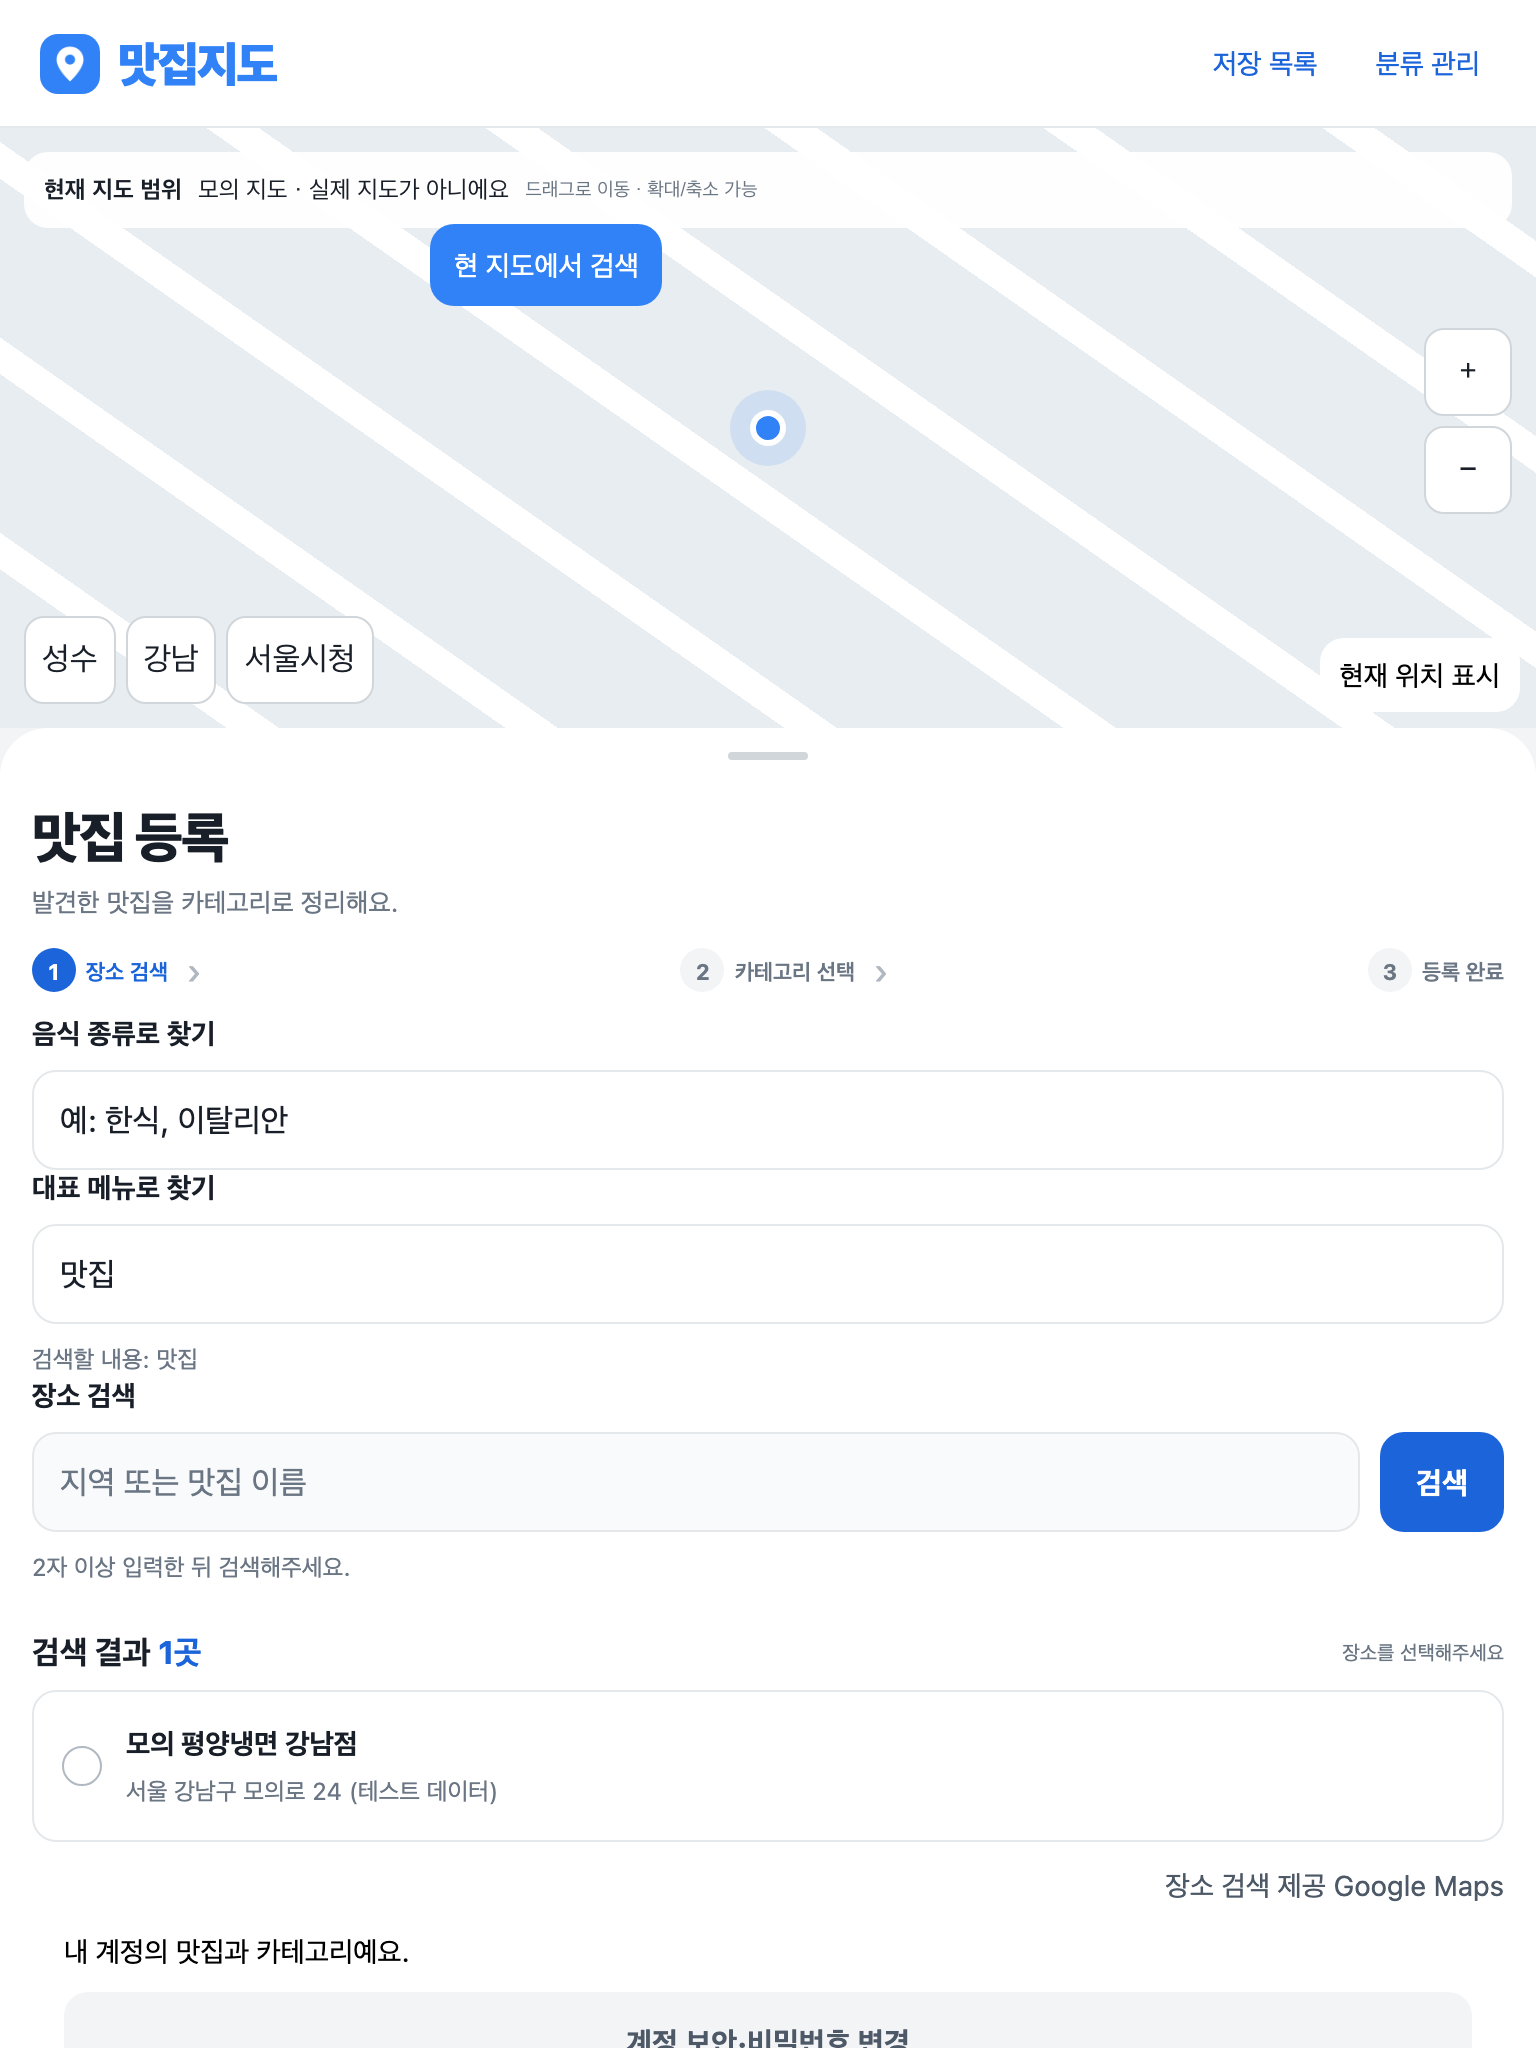 맛집지도
저장 목록
분류 관리
현재 지도 범위 모의 지도 · 실제 지도가 아니에요 드래그로 이동 · 확대/축소 가능
현 지도에서 검색
+
−
성수
강남
서울시청
현재 위치 표시
맛집 등록
발견한 맛집을 카테고리로 정리해요.
1 장소 검색 ›
2 카테고리 선택 ›
3 등록 완료
음식 종류로 찾기
예: 한식, 이탈리안
대표 메뉴로 찾기
맛집
검색할 내용: 맛집
장소 검색
지역 또는 맛집 이름
검색
2자 이상 입력한 뒤 검색해주세요.
검색 결과 1곳
장소를 선택해주세요
모의 평양냉면 강남점
서울 강남구 모의로 24 (테스트 데이터)
장소 검색 제공 Google Maps
내 계정의 맛집과 카테고리예요.
계정 보안·비밀번호 변경